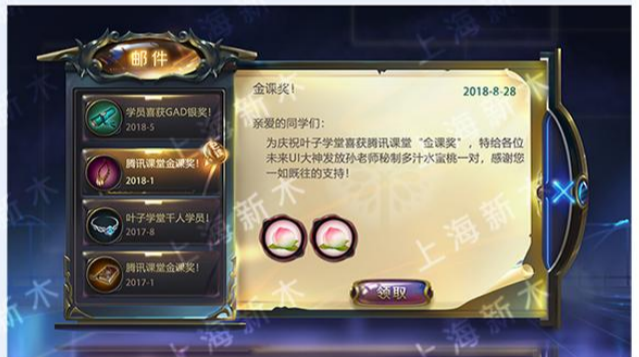 邮件
学员喜获GAD银奖!
2018-5
腾讯课堂金课奖!
2018-1
叶子学堂千人学员!
2017-8
腾讯课堂金课奖!
2017-1
金课奖!
2018-8-28
亲爱的同学们:
为庆祝叶子学堂喜获腾讯课堂“金课奖”，特给各位
未来UI大神发放孙老师秘制多汁水蜜桃一对，感谢您
一如既往的支持!
领取
上海新木